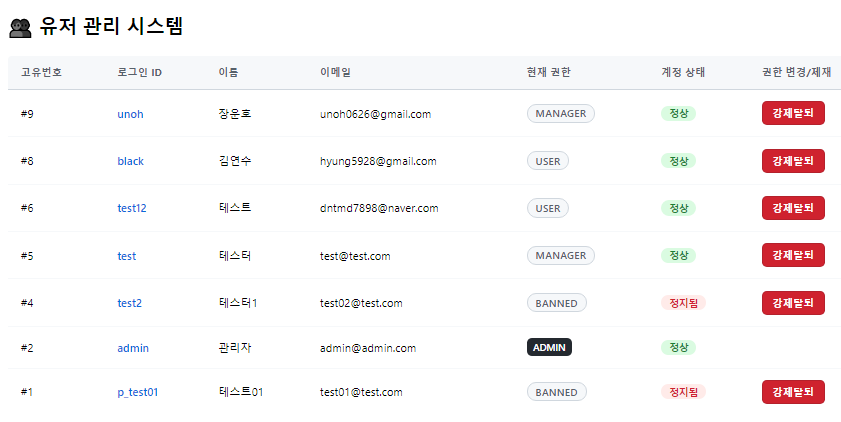 유저 관리 시스템
고유번호 로그인 ID 이름 이메일 현재 권한 계정 상태 권한 변경/제재
#9 unoh 장운호 unoh0626@gmail.com MANAGER 정상 강제탈퇴
#8 black 김연수 hyung5928@gmail.com USER 정상 강제탈퇴
#6 test12 테스트 dntmd7898@naver.com USER 정상 강제탈퇴
#5 test 테스터 test@test.com MANAGER 정상 강제탈퇴
#4 test2 테스터1 test02@test.com BANNED 정지됨 강제탈퇴
#2 admin 관리자 admin@admin.com ADMIN 정상
#1 p_test01 테스트01 test01@test.com BANNED 정지됨 강제탈퇴